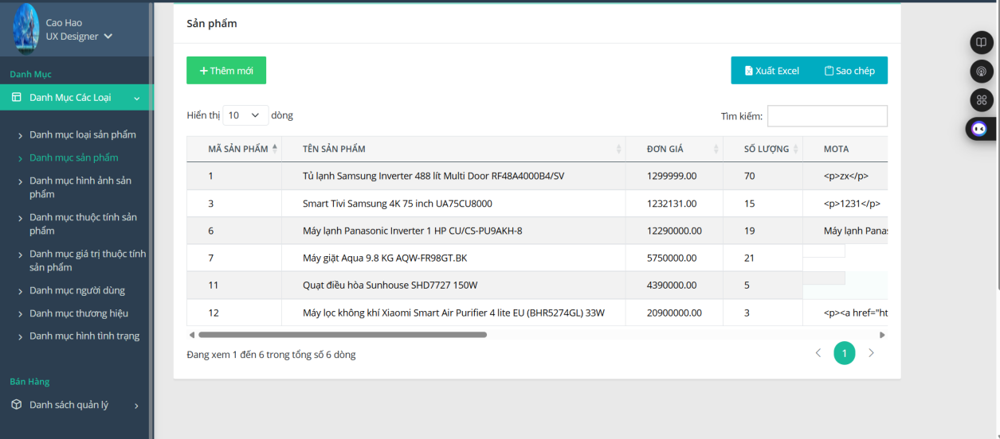 Cao Hao
UX Designer
Danh Mục
Danh Mục Các Loại
Danh mục loại sản phẩm
Danh mục sản phẩm
Danh mục hình ảnh sản
phẩm
Danh mục thuộc tính sản
phẩm
Danh mục giá trị thuộc tính
sản phẩm
Danh mục người dùng
Danh mục thương hiệu
Danh mục hình tình trạng
Bán Hàng
Danh sách quản lý
Sản phẩm
+ Thêm mới
Xuất Excel
Sao chép
Hiển thị 10 dòng
Tìm kiếm:
MÃ SẢN PHẨM TÊN SẢN PHẨM ĐƠN GIÁ SỐ LƯỢNG MOTA
1 Tủ lạnh Samsung Inverter 488 lít Multi Door RF48A4000B4/SV 1299999.00 70 <p>zx</p>
3 Smart Tivi Samsung 4K 75 inch UA75CU8000 1232131.00 15 <p>1231</p>
6 Máy lạnh Panasonic Inverter 1 HP CU/CS-PU9AKH-8 12290000.00 19 Máy lạnh Panas
7 Máy giặt Aqua 9.8 KG AQW-FR98GT.BK 5750000.00 21
11 Quạt điều hòa Sunhouse SHD7727 150W 4390000.00 5
12 Máy lọc không khí Xiaomi Smart Air Purifier 4 lite EU (BHR5274GL) 33W 20900000.00 3 <p><a href="ht
Đang xem 1 đến 6 trong tổng số 6 dòng
1